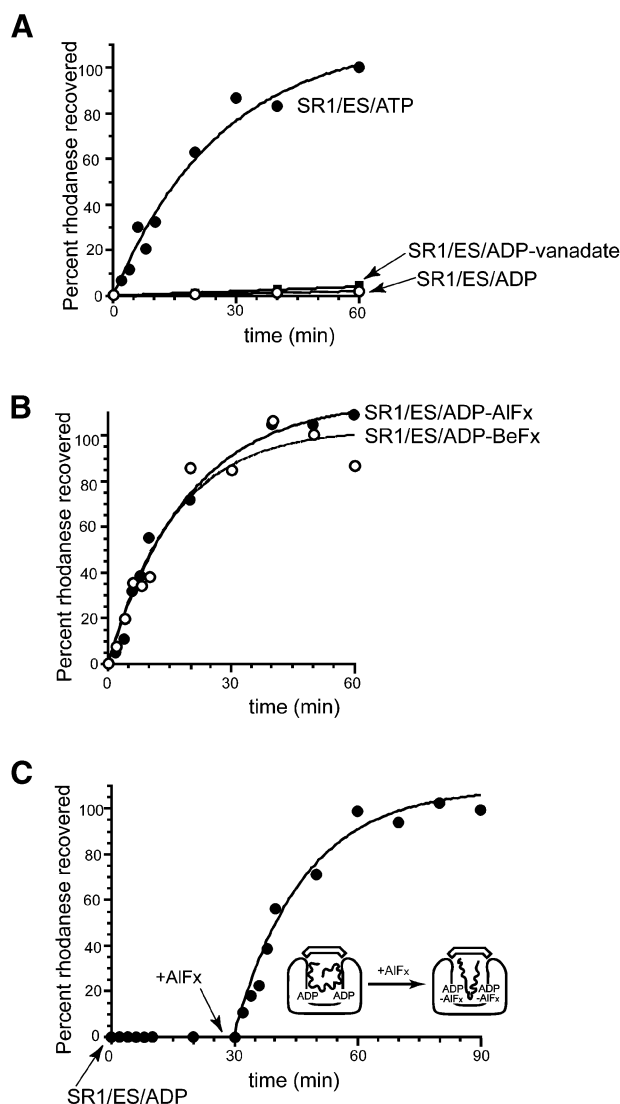 A
Percent rhodanese recovered
100
80
60
40
20
0
0
30
60
time (min)
SR1/ES/ATP
SR1/ES/ADP-vanadate
SR1/ES/ADP
B
Percent rhodanese recovered
100
80
60
40
20
0
0
30
60
time (min)
SR1/ES/ADP-AlFx
SR1/ES/ADP-BeFx
C
Percent rhodanese recovered
100
80
60
40
20
0
0
30
60
90
time (min)
+AlFx
SR1/ES/ADP
ADP ADP
+AlFx
ADP ADP
-AlFx -AlFx